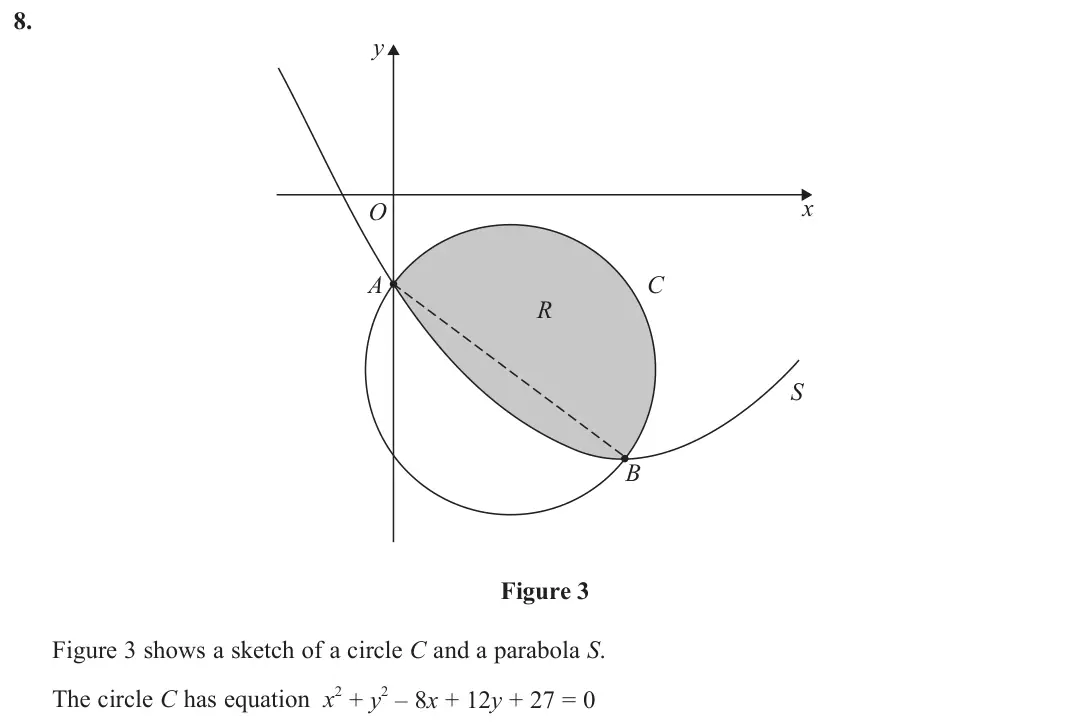 8.
y
O
x
A
C
R
S
B
Figure 3
Figure 3 shows a sketch of a circle C and a parabola S.
The circle C has equation x² + y² – 8x + 12y + 27 = 0